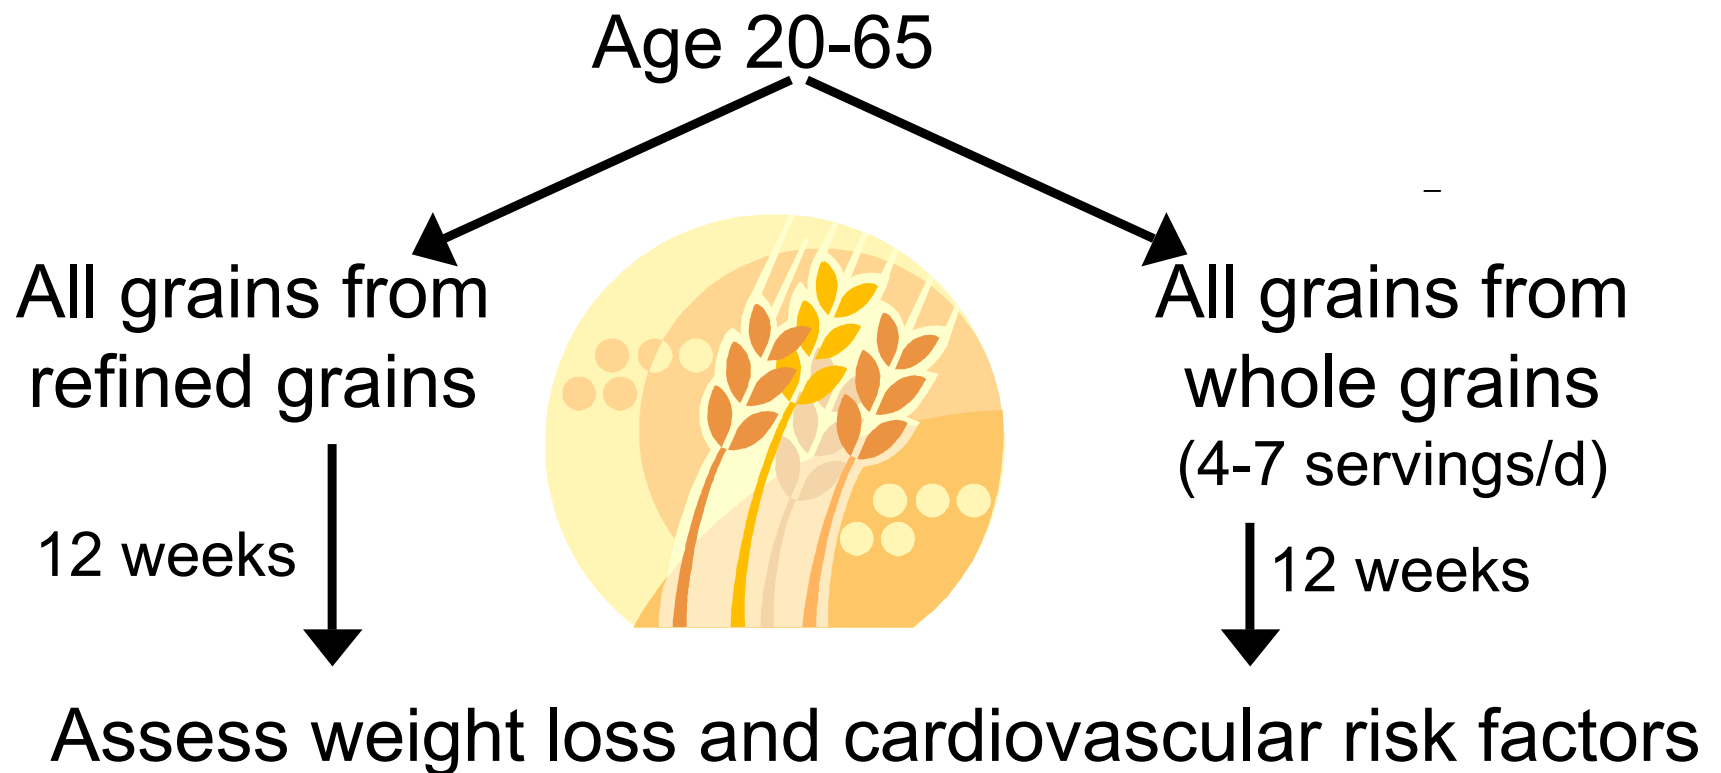 Age 20-65
All grains from
refined grains
All grains from
whole grains
(4-7 servings/d)
12 weeks
12 weeks
Assess weight loss and cardiovascular risk factors